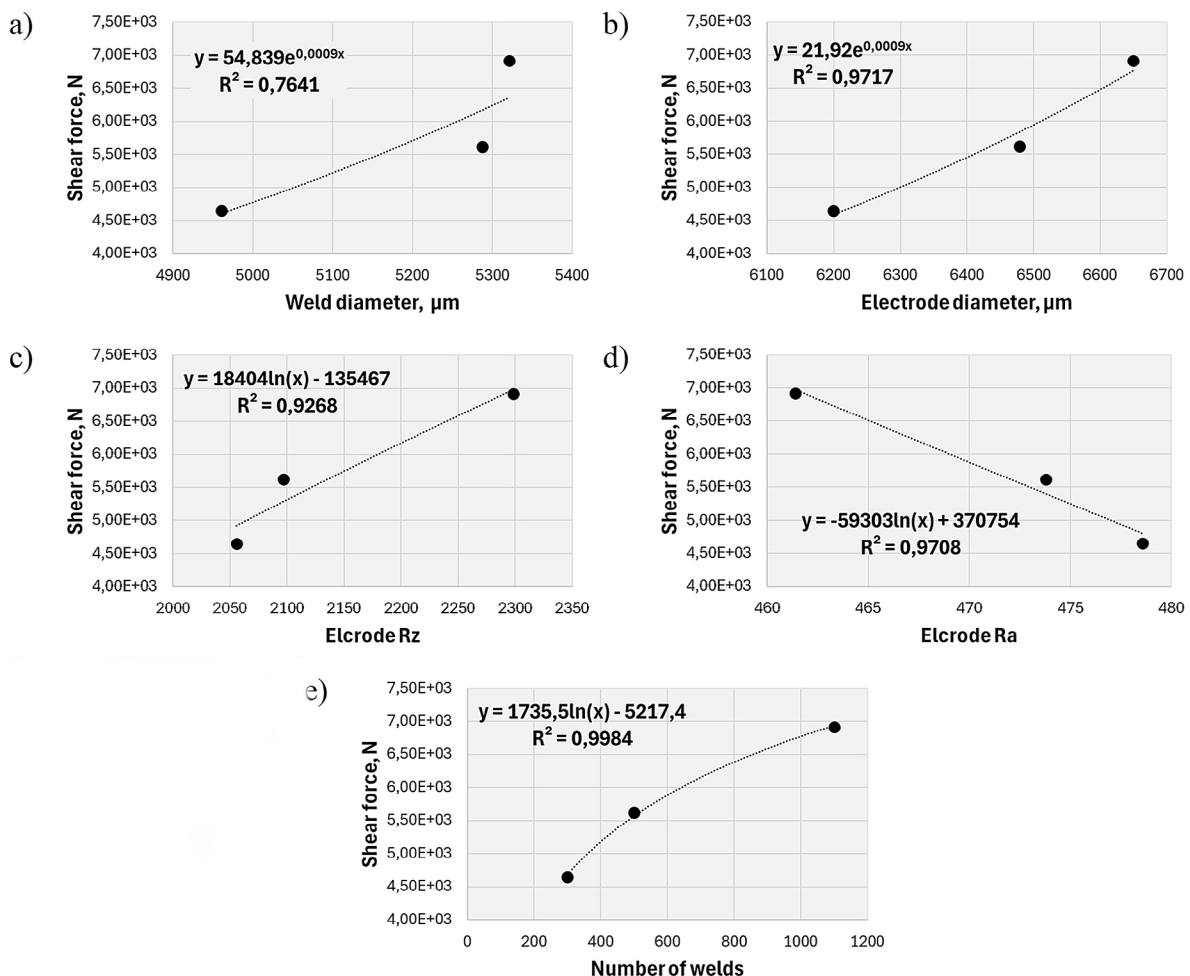 a)
7,50E+03
7,00E+03
6,50E+03
6,00E+03
5,50E+03
5,00E+03
4,50E+03
4,00E+03
Shear force, N
y = 54,839e^0,0009x
R² = 0,7641
4900 5000 5100 5200 5300 5400
Weld diameter, µm
b)
7,50E+03
7,00E+03
6,50E+03
6,00E+03
5,50E+03
5,00E+03
4,50E+03
4,00E+03
Shear force, N
y = 21,92e^0,0009x
R² = 0,9717
6100 6200 6300 6400 6500 6600 6700
Electrode diameter, µm
c)
7,50E+03
7,00E+03
6,50E+03
6,00E+03
5,50E+03
5,00E+03
4,50E+03
4,00E+03
Shear force, N
y = 18404ln(x) - 135467
R² = 0,9268
2000 2050 2100 2150 2200 2250 2300 2350
Elcrode Rz
d)
7,50E+03
7,00E+03
6,50E+03
6,00E+03
5,50E+03
5,00E+03
4,50E+03
4,00E+03
Shear force, N
y = -59303ln(x) + 370754
R² = 0,9708
460 465 470 475 480
Elcrode Ra
e)
7,50E+03
7,00E+03
6,50E+03
6,00E+03
5,50E+03
5,00E+03
4,50E+03
4,00E+03
Shear force, N
y = 1735,5ln(x) - 5217,4
R² = 0,9984
0 200 400 600 800 1000 1200
Number of welds